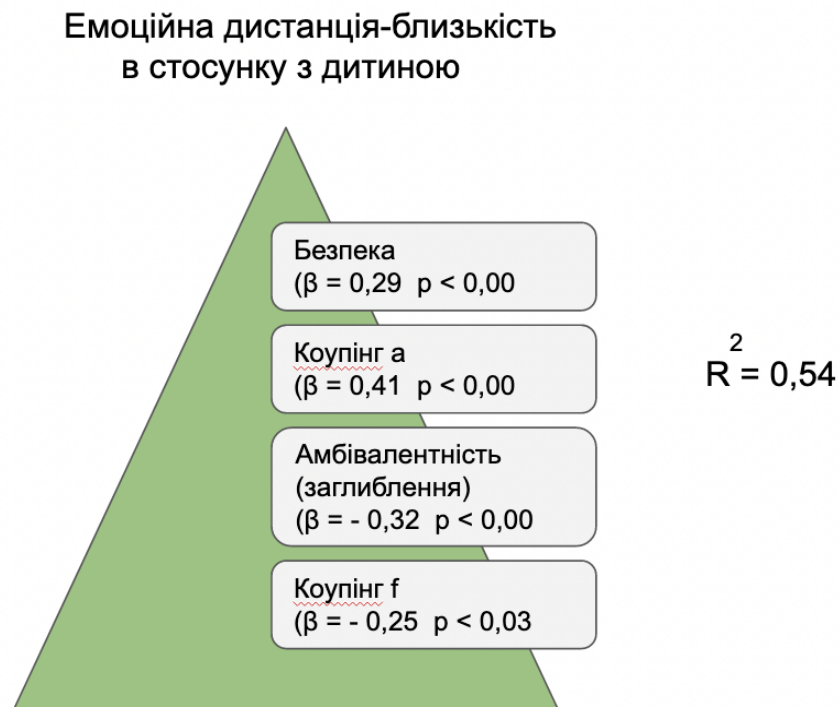 Емоційна дистанція-близькість
в стосунку з дитиною
Безпека
(β = 0,29 p < 0,00
Коупінг а
(β = 0,41 p < 0,00
Амбівалентність
(заглиблення)
(β = - 0,32 p < 0,00
Коупінг f
(β = - 0,25 p < 0,03
2
R = 0,54